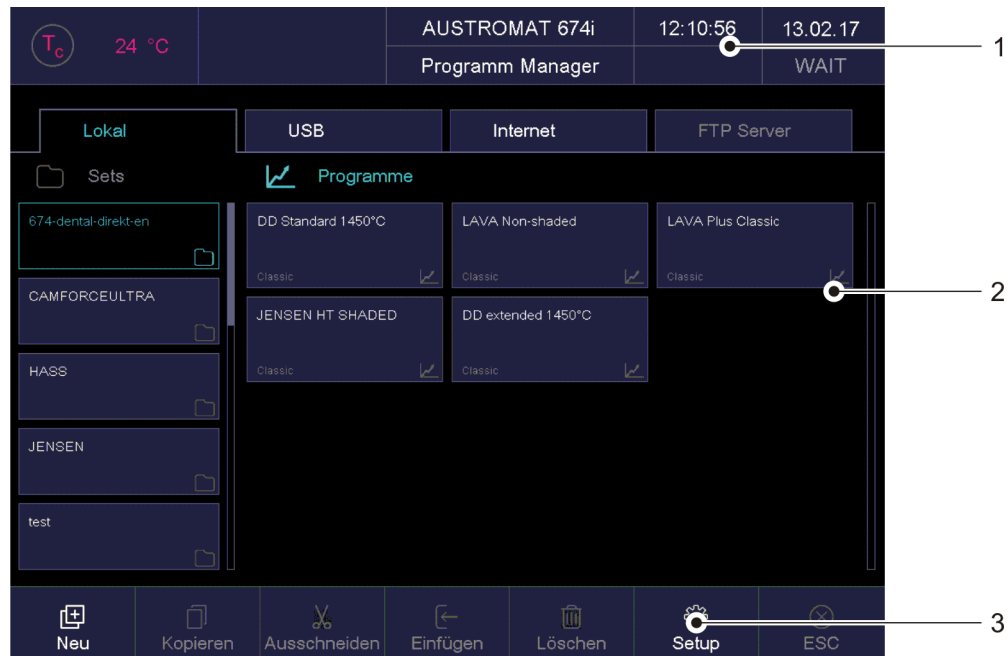 Tc 24 °C AUSTROMAT 674i 12:10:56 13.02.17
Programm Manager WAIT
1
Lokal USB Internet FTP Server
Sets Programme
674-dental-direkt-en
DD Standard 1450°C LAVA Non-shaded LAVA Plus Classic
Classic Classic Classic
2
CAMFORCEULTRA
JENSEN HT SHADED DD extended 1450°C
HASS
Classic Classic
JENSEN
test
Neu Kopieren Ausschneiden Einfügen Löschen Setup ESC
3